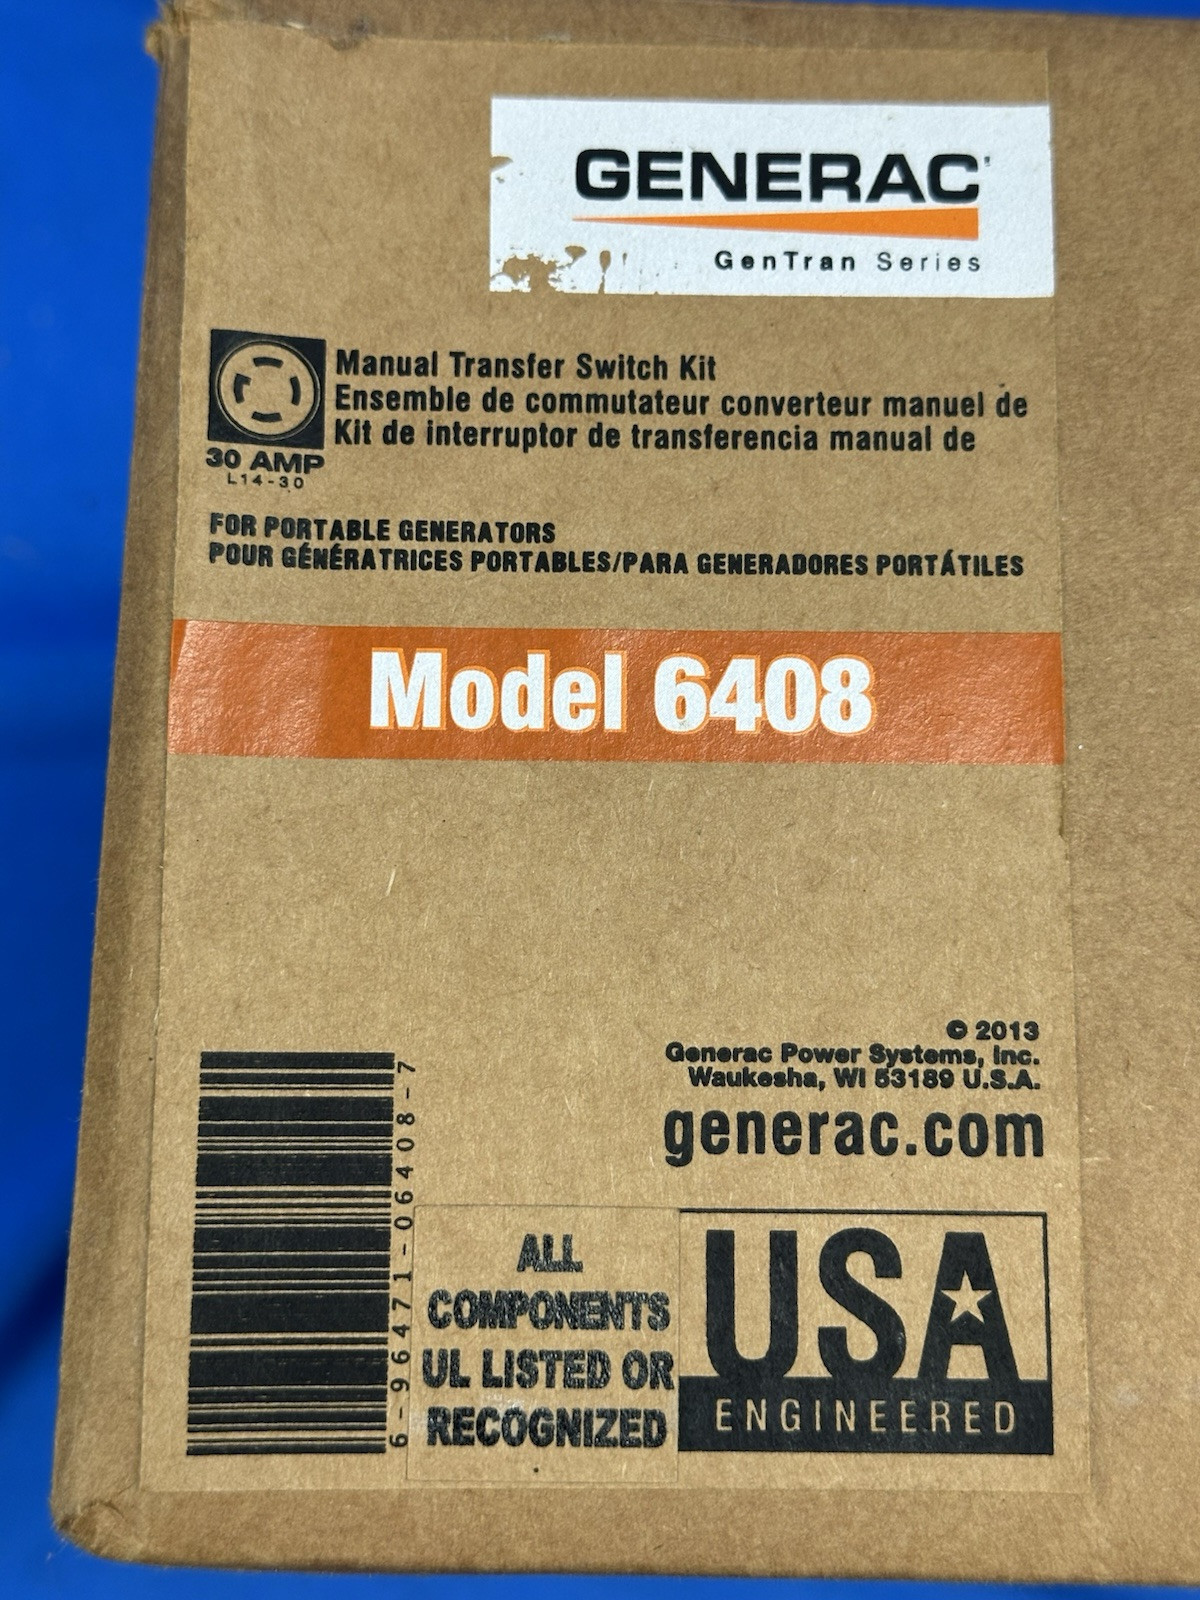 GENERAC
GenTran Series
Manual Transfer Switch Kit
Ensemble de commutateur converteur manuel de
Kit de interruptor de transferencia manual de
30 AMP
L14-30
FOR PORTABLE GENERATORS
POUR GÉNÉRATRICES PORTABLES/PARA GENERADORES PORTÁTILES
Model 6408
© 2013
Generac Power Systems, Inc.
Waukesha, WI 53189 U.S.A.
generac.com
6-96471-06408-7
ALL
COMPONENTS
UL LISTED OR
RECOGNIZED
USA
ENGINEERED